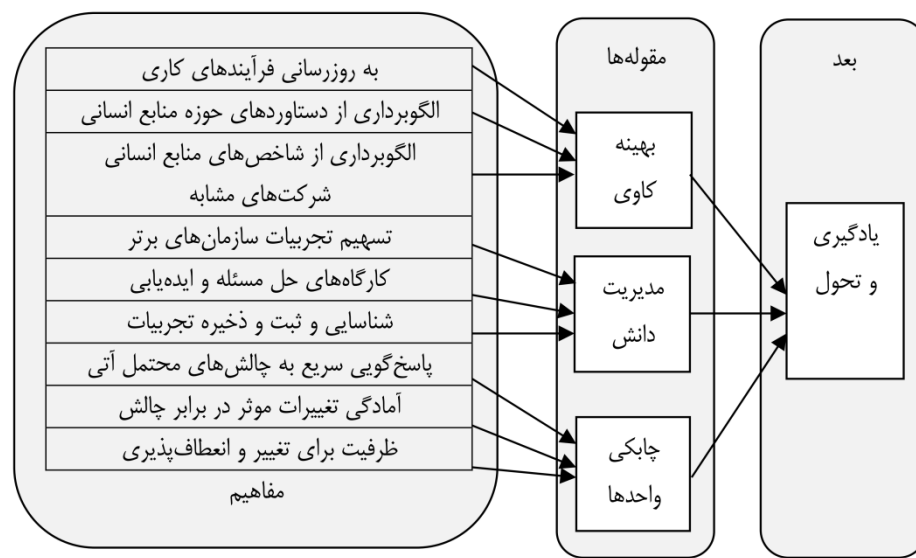 به روزرسانی فرآیندهای کاری
الگوبرداری از دستاوردهای حوزه منابع انسانی
الگوبرداری از شاخص‌های منابع انسانی
شرکت‌های مشابه
تسهیم تجربیات سازمان‌های برتر
کارگاه‌های حل مسئله و ایده‌یابی
شناسایی و ثبت و ذخیره تجربیات
پاسخ‌گویی سریع به چالش‌های محتمل آتی
آمادگی تغییرات موثر در برابر چالش
ظرفیت برای تغییر و انعطاف‌پذیری
مفاهیم
مقوله‌ها
بهینه
کاوی
مدیریت
دانش
چابکی
واحدها
بعد
یادگیری
و تحول